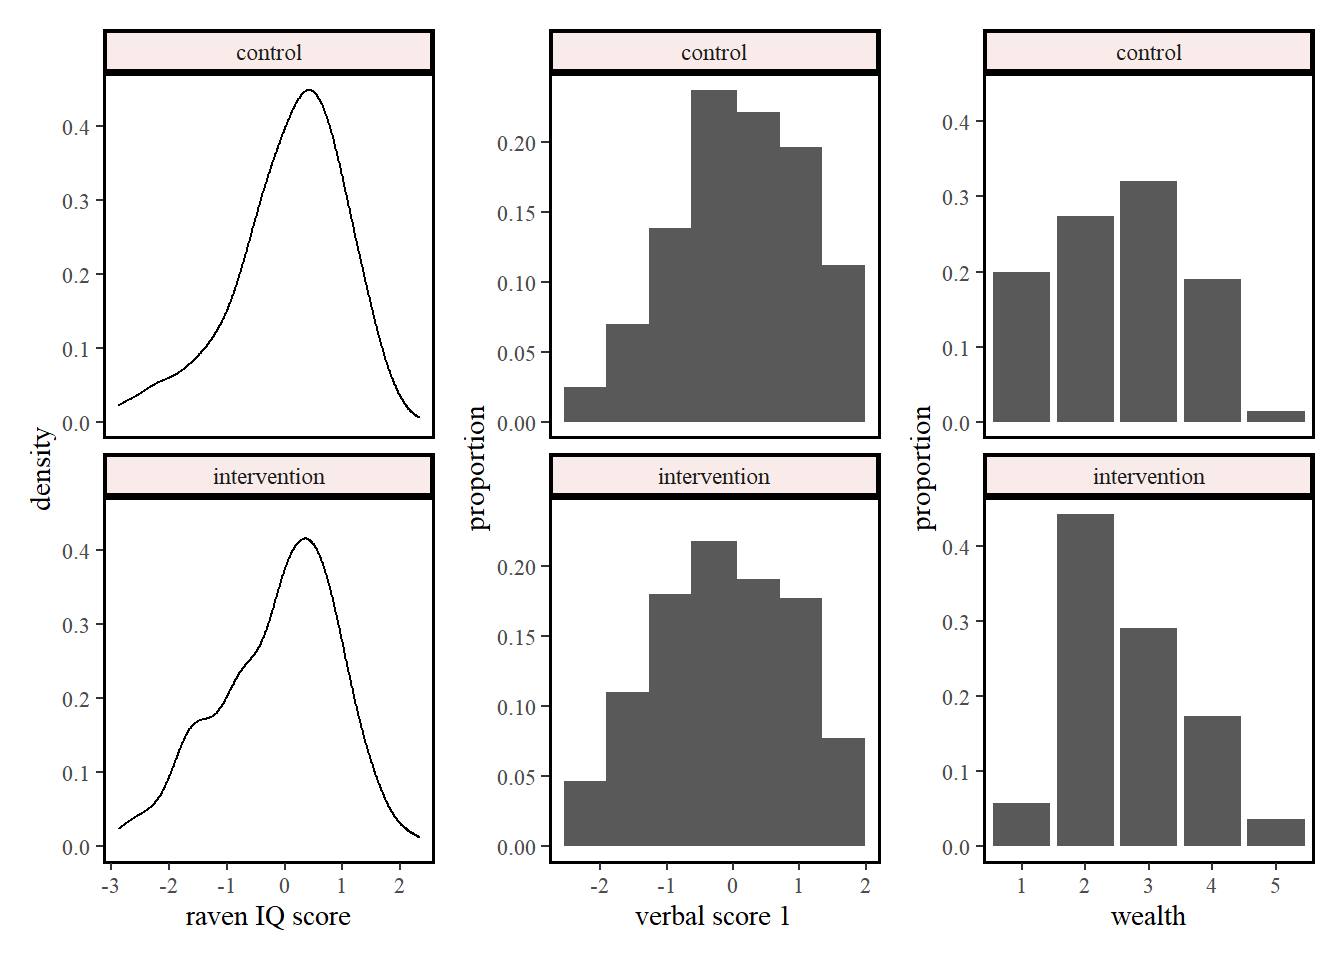 control
control
control
0.4
0.3
0.2
0.1
0.0
0.20
0.15
0.10
0.05
0.00
0.4
0.3
0.2
0.1
0.0
density
proportion
proportion
intervention
intervention
intervention
0.4
0.3
0.2
0.1
0.0
0.20
0.15
0.10
0.05
0.00
0.4
0.3
0.2
0.1
0.0
-3 -2 -1 0 1 2
-2 -1 0 1 2
1 2 3 4 5
raven IQ score
verbal score 1
wealth